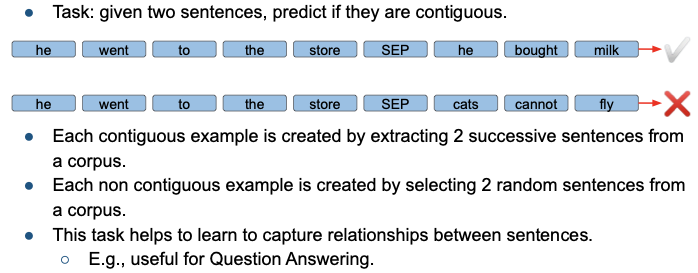 Task: given two sentences, predict if they are contiguous.
he went to the store SEP he bought milk
he went to the store SEP cats cannot fly
Each contiguous example is created by extracting 2 successive sentences from
a corpus.
Each non contiguous example is created by selecting 2 random sentences from
a corpus.
This task helps to learn to capture relationships between sentences.
E.g., useful for Question Answering.